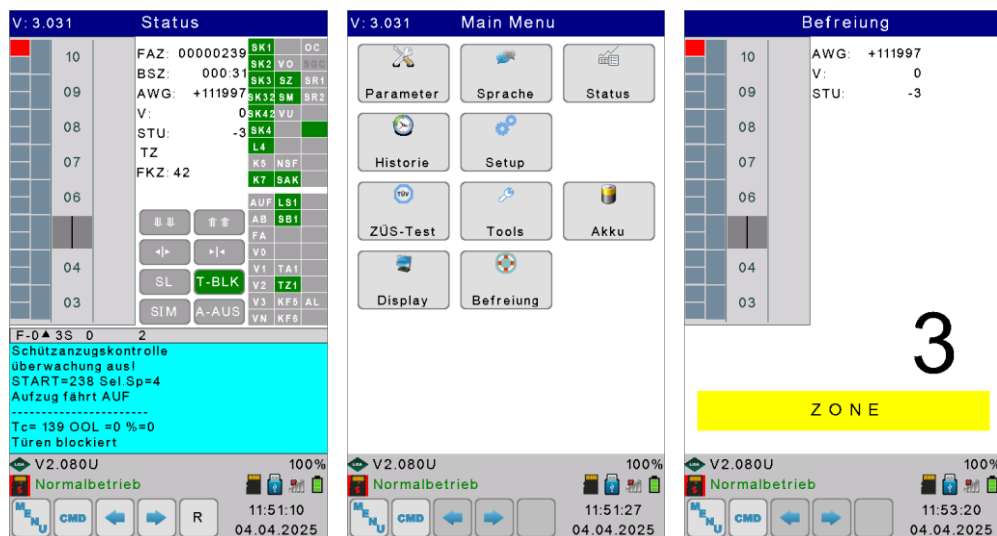 V: 3.031 Status
10
09
08
07
06
04
03
FAZ: 00000239
BSZ: 000:31
AWG: +111997
V: 0
STU: -3
TZ
FKZ: 42
SK1 OC
SK2 VO SGC
SK3 SZ SR1
SK32 SM SR2
SK42 VU
SK4
L4
K5 NSF
K7 SAK
AUF LS1
AB SB1
FA
V0
V1 TA1
V2 TZ1
V3 KF5 AL
VN KF6
SL T-BLK
SIM A-AUS
F-0▲ 3S 0 2
Schützanzugskontrolle
überwachung aus!
START=238 Sel.Sp=4
Aufzug fährt AUF
----------------------
Tc= 139 OOL =0 %=0
Türen blockiert
V2.080U 100%
Normalbetrieb
MENU CMD R
11:51:10
04.04.2025
V: 3.031 Main Menu
Parameter Sprache Status
Historie Setup
TÜV
ZÜS-Test Tools Akku
Display Befreiung
V2.080U 100%
Normalbetrieb
MENU CMD
11:51:27
04.04.2025
Befreiung
10
09
08
07
06
04
03
AWG: +111997
V: 0
STU: -3
3
ZONE
V2.080U 100%
Normalbetrieb
MENU CMD
11:53:20
04.04.2025